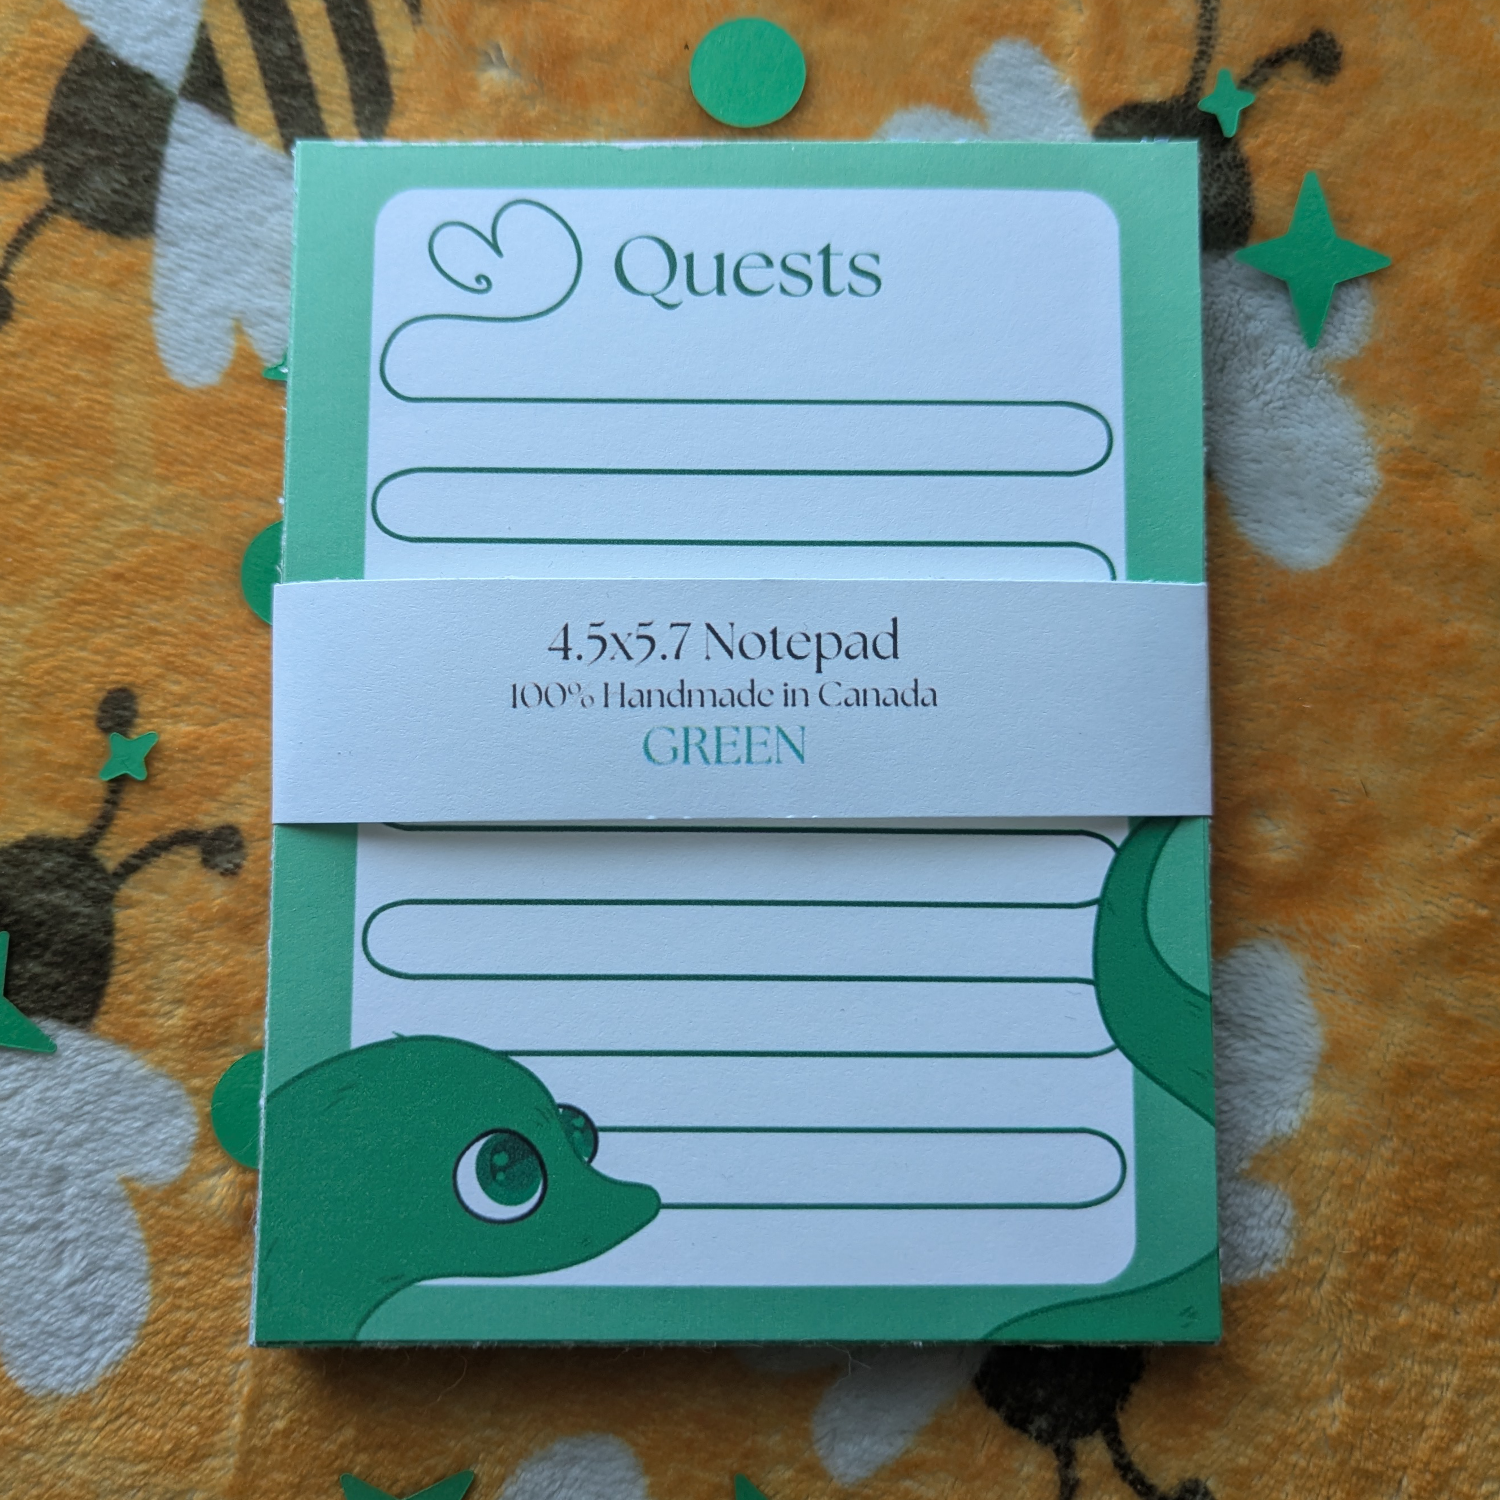 Quests
4.5x5.7 Notepad
100% Handmade in Canada
GREEN